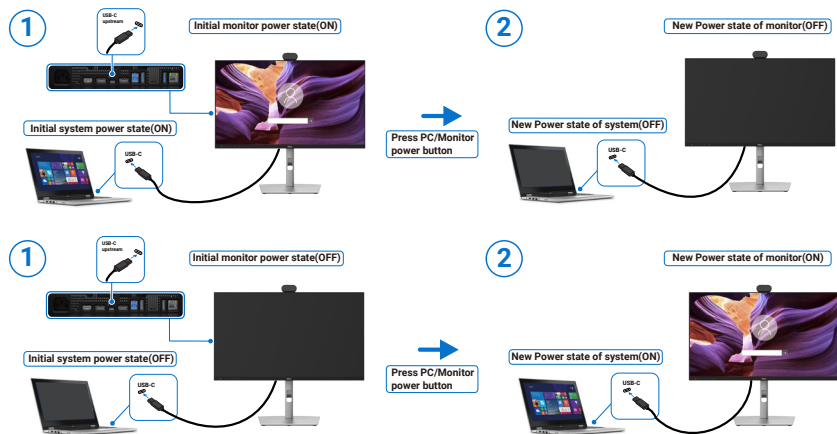 1
USB-C
upstream
Initial monitor power state(ON)
Initial system power state(ON)
USB-C
Press PC/Monitor
power button
2
New Power state of monitor(OFF)
New Power state of system(OFF)
USB-C
1
USB-C
upstream
Initial monitor power state(OFF)
Initial system power state(OFF)
USB-C
Press PC/Monitor
power button
2
New Power state of monitor(ON)
New Power state of system(ON)
USB-C